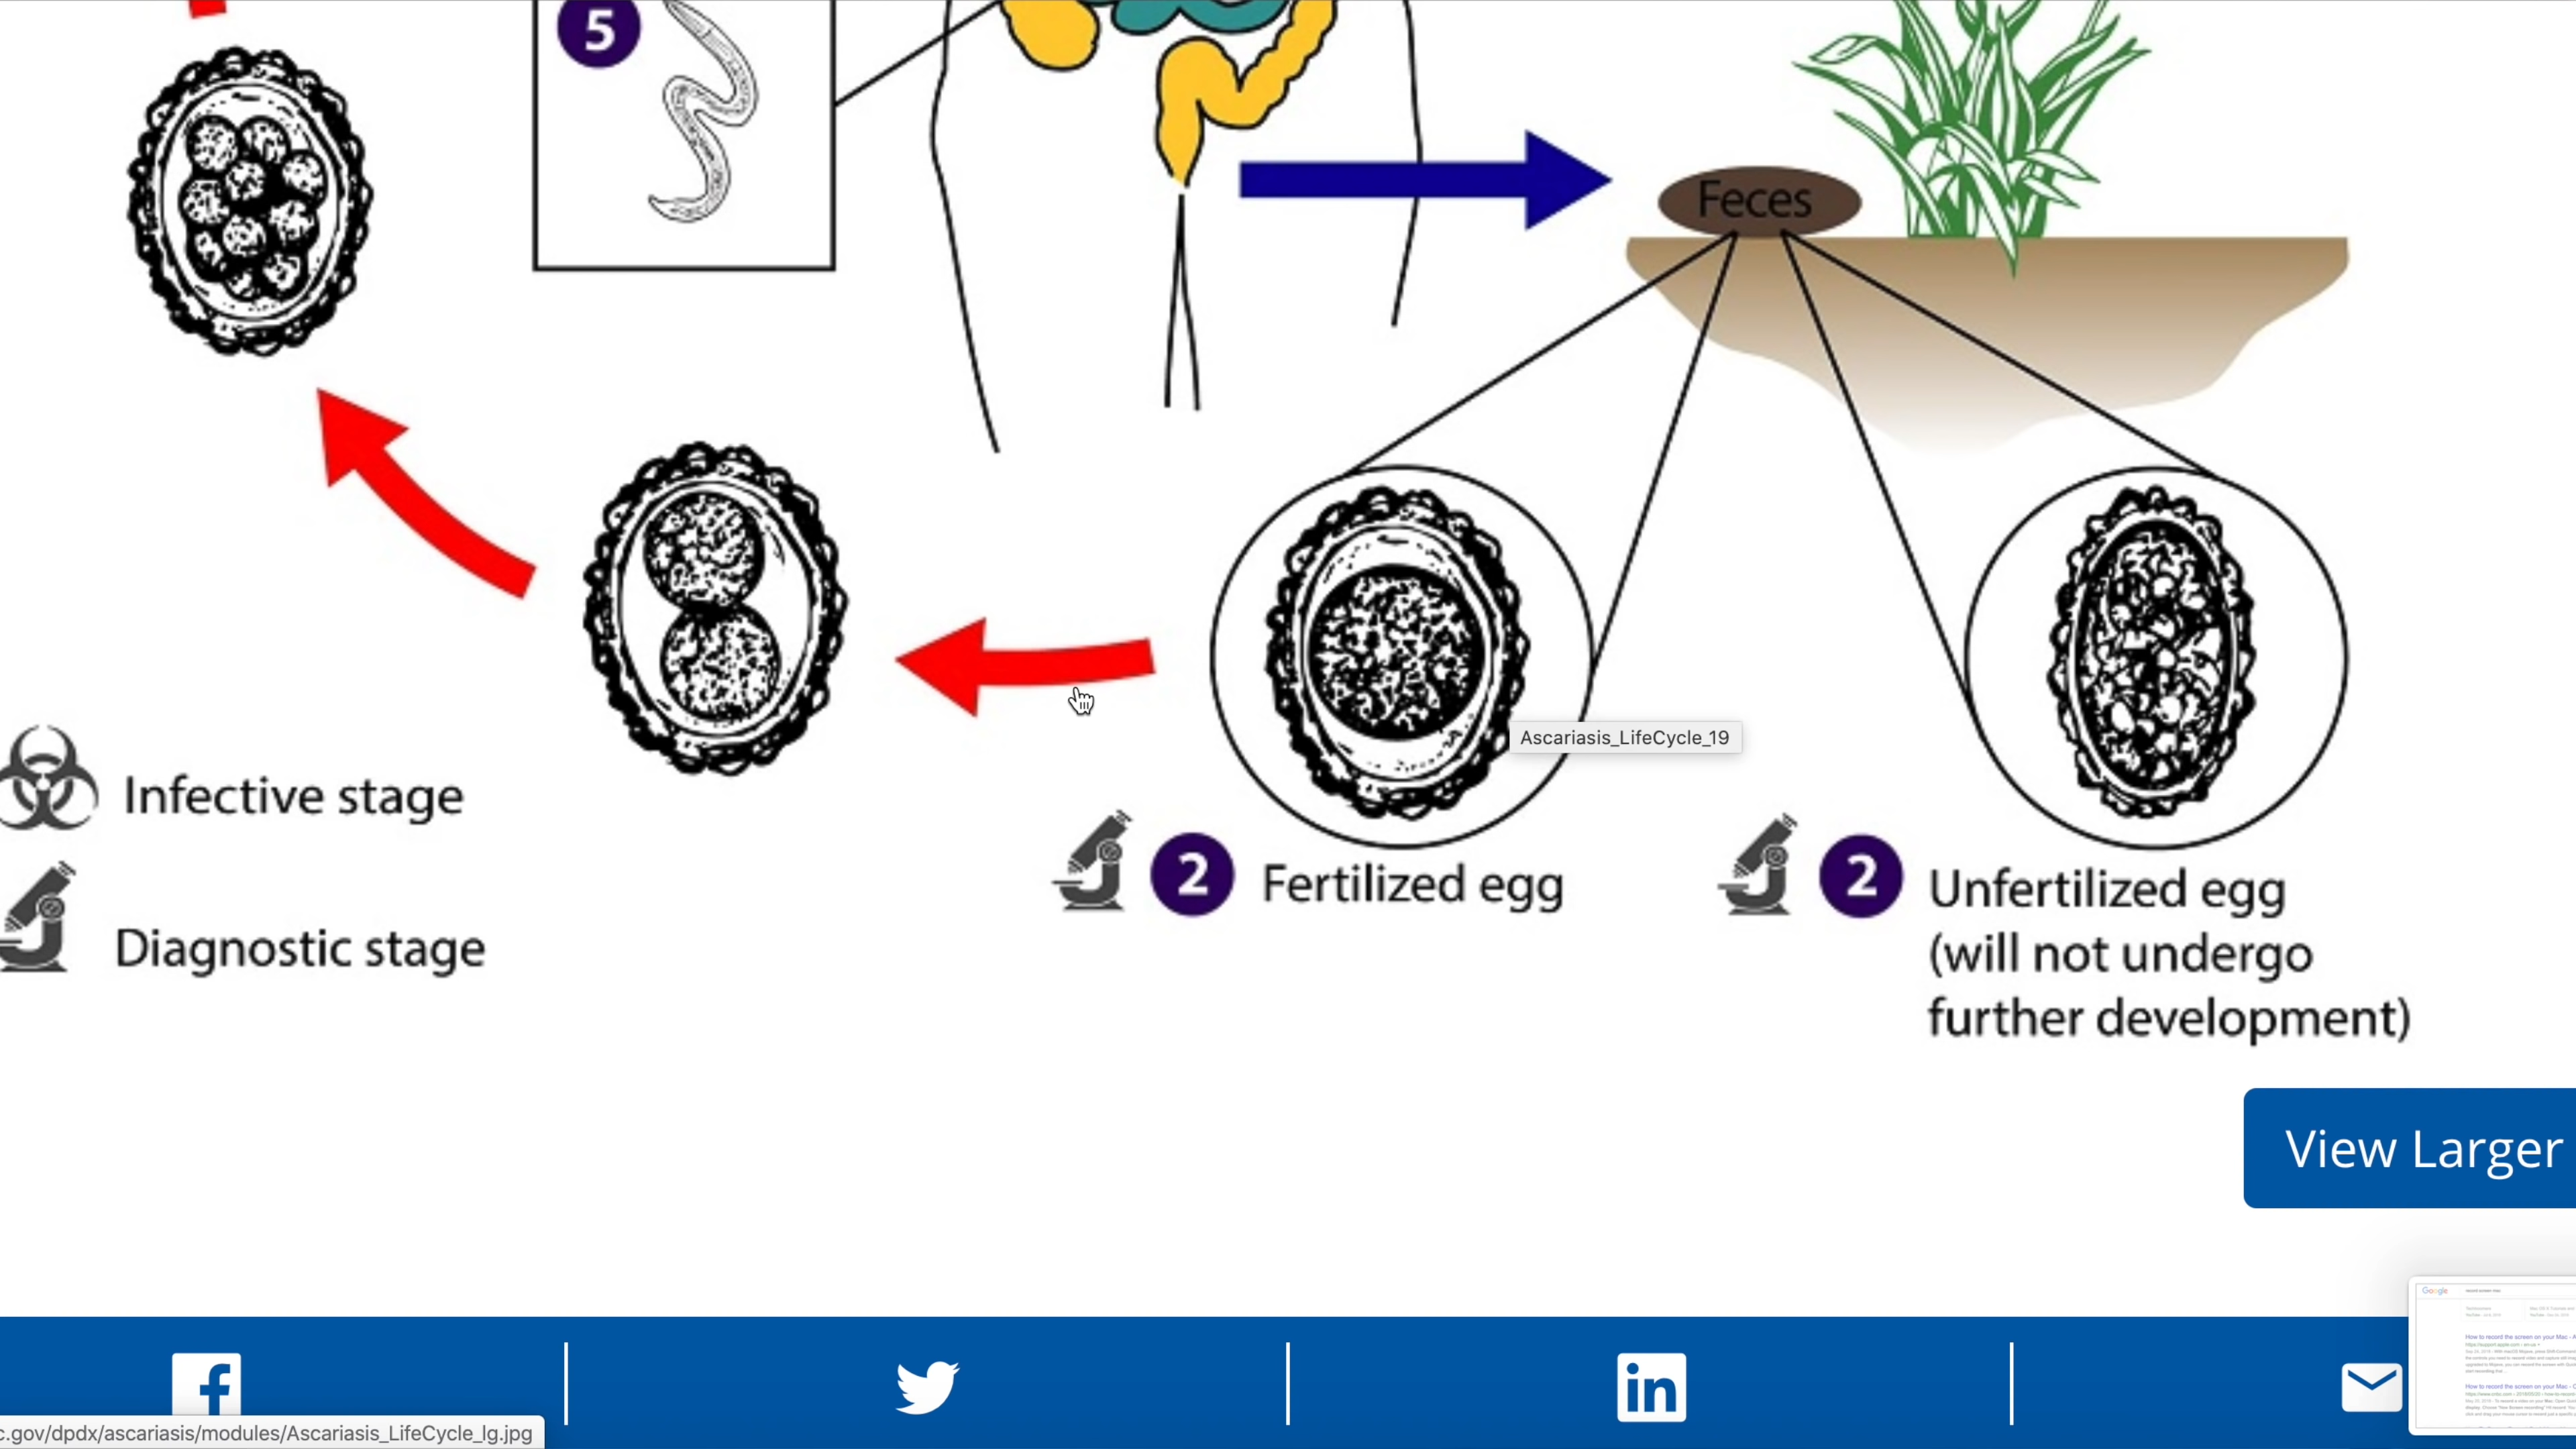 5
Feces
Ascariasis_LifeCycle_19
Infective stage
Diagnostic stage
2 Fertilized egg
2 Unfertilized egg
(will not undergo
further development)
View Larger
Google
c.gov/dpdx/ascariasis/modules/Ascariasis_LifeCycle_lg.jpg